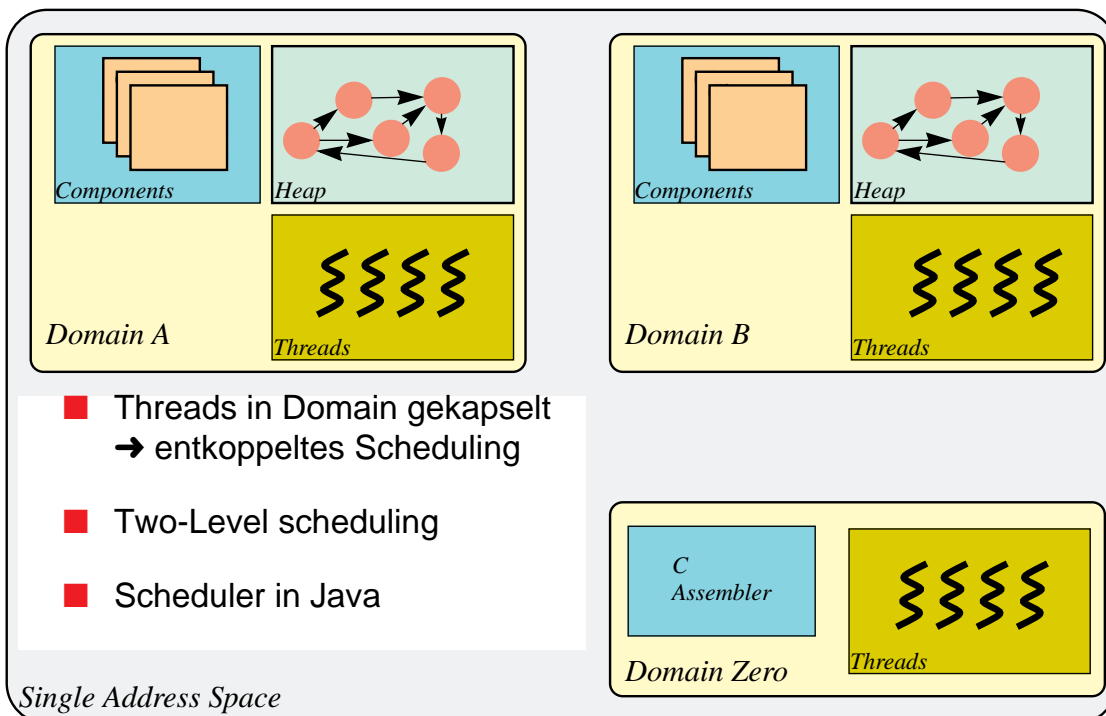 Components
Heap
Domain A
Threads
Components
Heap
Domain B
Threads
Threads in Domain gekapselt
➜ entkoppeltes Scheduling
Two-Level scheduling
Scheduler in Java
C
Assembler
Domain Zero
Threads
Single Address Space